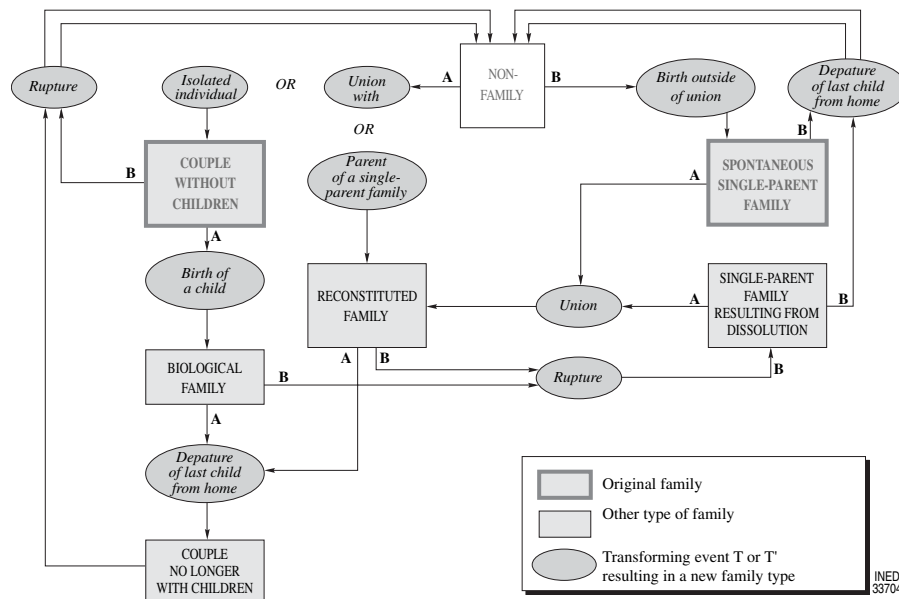 Rupture
Isolated
individual
OR
Union
with
A
NON-
FAMILY
B
Birth outside
of union
Depature
of last child
from home
OR
B
COUPLE
WITHOUT
CHILDREN
Parent
of a single-
parent family
A
SPONTANEOUS
SINGLE-PARENT
FAMILY
B
A
Birth of
a child
RECONSTITUTED
FAMILY
Union
A
SINGLE-PARENT
FAMILY
RESULTING FROM
DISSOLUTION
B
A
B
BIOLOGICAL
FAMILY
B
Rupture
B
A
Depature
of last child
from home
COUPLE
NO LONGER
WITH CHILDREN
Original family
Other type of family
Transforming event T or T'
resulting in a new family type
INED
33704